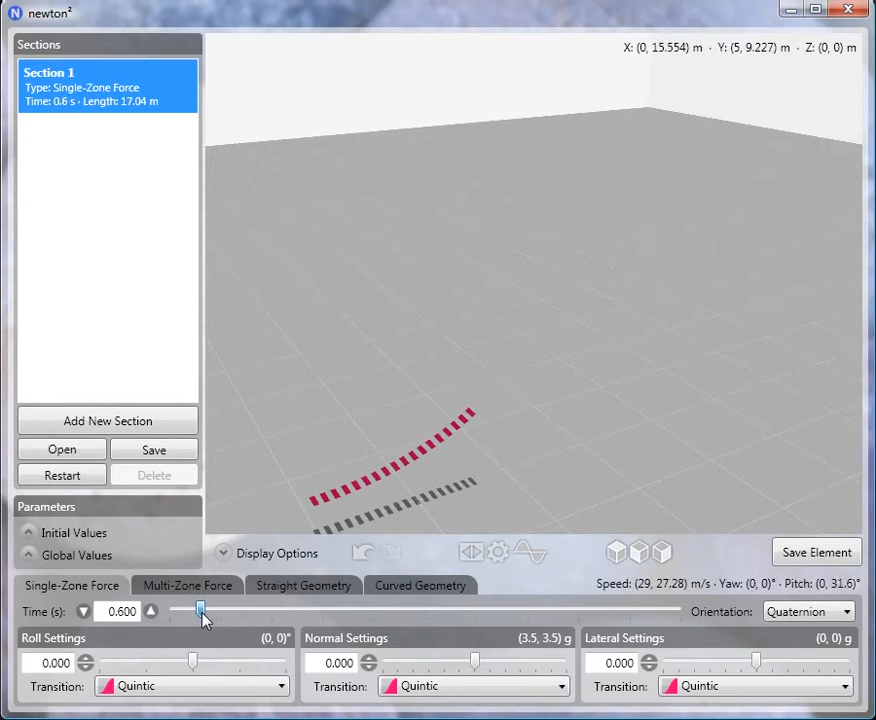 newton²
Sections
X: (0, 15.554) m · Y: (5, 9.227) m · Z: (0, 0) m
Section 1
Type: Single-Zone Force
Time: 0.6 s · Length: 17.04 m
Add New Section
Open
Save
Restart
Delete
Parameters
Initial Values
Global Values
Display Options
Save Element
Single-Zone Force
Multi-Zone Force
Straight Geometry
Curved Geometry
Speed: (29, 27.28) m/s · Yaw: (0, 0)° · Pitch: (0, 31.6)°
Time (s):
0.600
Orientation:
Quaternion
Roll Settings
(0, 0)°
Normal Settings
(3.5, 3.5) g
Lateral Settings
(0, 0) g
0.000
0.000
0.000
Transition:
Quintic
Transition:
Quintic
Transition:
Quintic